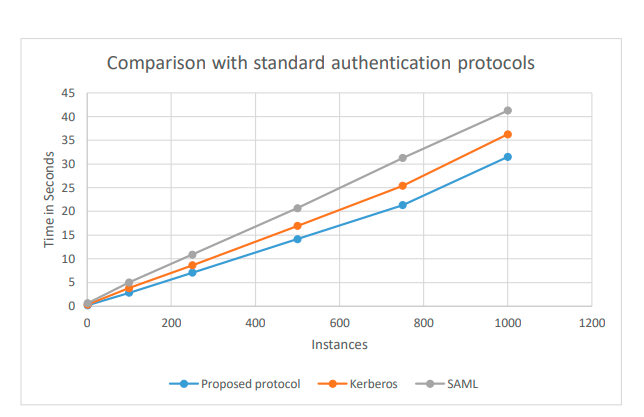 Comparison with standard authentication protocols
45
40
35
30
25
20
15
10
5
0
Time in Seconds
0 200 400 600 800 1000 1200
Instances
Proposed protocol Kerberos SAML